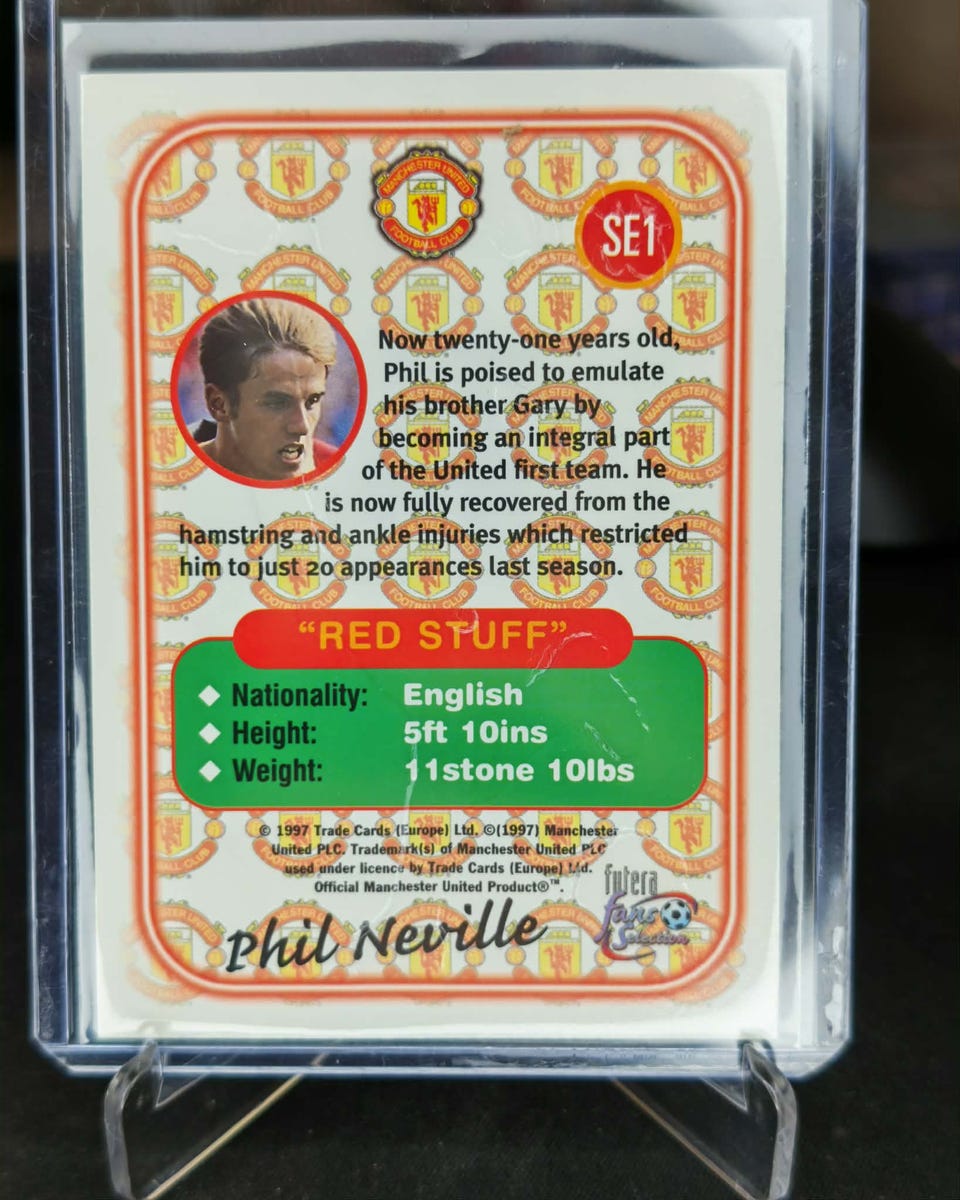 MANCHESTER UNITED
FOOTBALL CLUB
SE1
Now twenty-one years old,
Phil is poised to emulate
his brother Gary by
becoming an integral part
of the United first team. He
is now fully recovered from the
hamstring and ankle injuries which restricted
him to just 20 appearances last season.
“RED STUFF”
Nationality: English
Height: 5ft 10ins
Weight: 11stone 10lbs
© 1997 Trade Cards (Europe) Ltd. ©(1997) Manchester
United PLC. Trademark(s) of Manchester United PLC
used under licence by Trade Cards (Europe) Ltd.
Official Manchester United Product®™.
futera
fans
Selection
Phil Neville